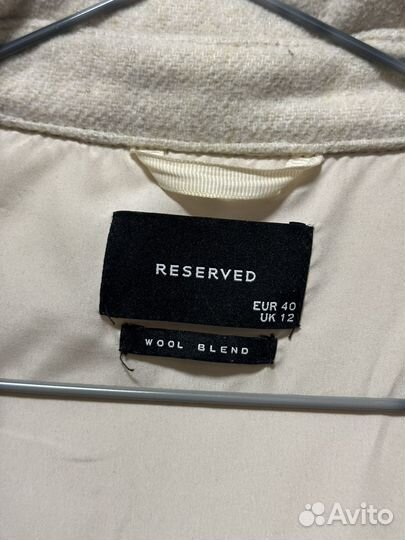 RESERVED
EUR 40
UK 12
WOOL BLEND
Avito